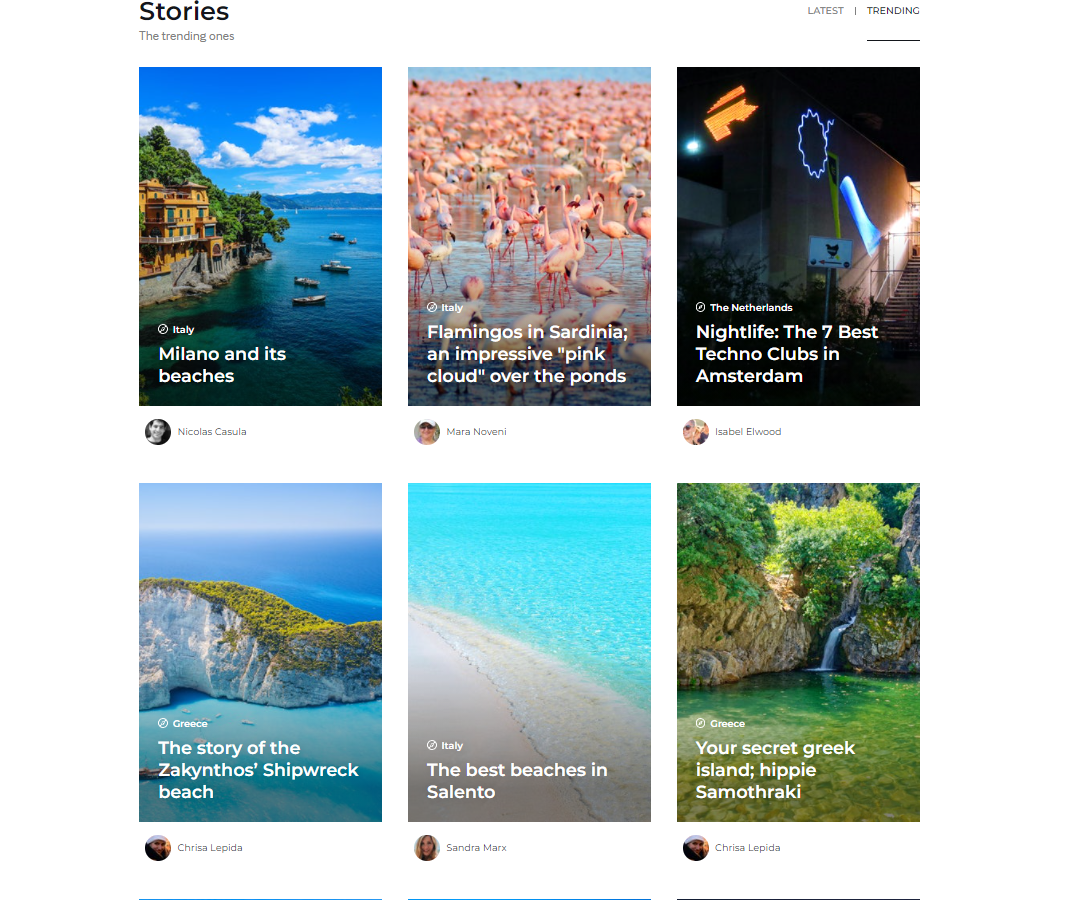 Stories
The trending ones
LATEST | TRENDING
Italy
Milano and its
beaches
Nicolas Casula
Italy
Flamingos in Sardinia;
an impressive "pink
cloud" over the ponds
Mara Noveni
The Netherlands
Nightlife: The 7 Best
Techno Clubs in
Amsterdam
Isabel Elwood
Greece
The story of the
Zakynthos’ Shipwreck
beach
Chrisa Lepida
Italy
The best beaches in
Salento
Sandra Marx
Greece
Your secret greek
island; hippie
Samothraki
Chrisa Lepida